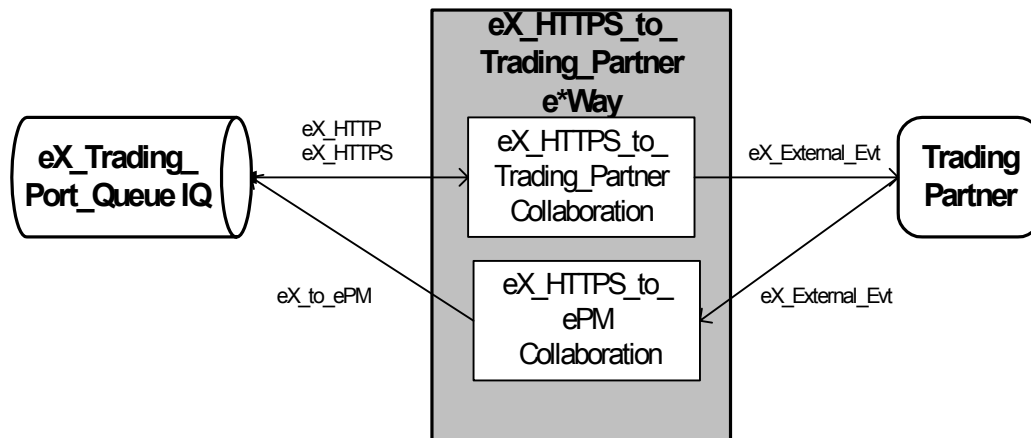 eX_HTTPS_to_
Trading_Partner
e*Way
eX_Trading_
Port_Queue IQ
eX_HTTP
eX_HTTPS
eX_HTTPS_to_
Trading_Partner
Collaboration
eX_External_Evt
Trading
Partner
eX_to_ePM
eX_HTTPS_to_
ePM
Collaboration
eX_External_Evt